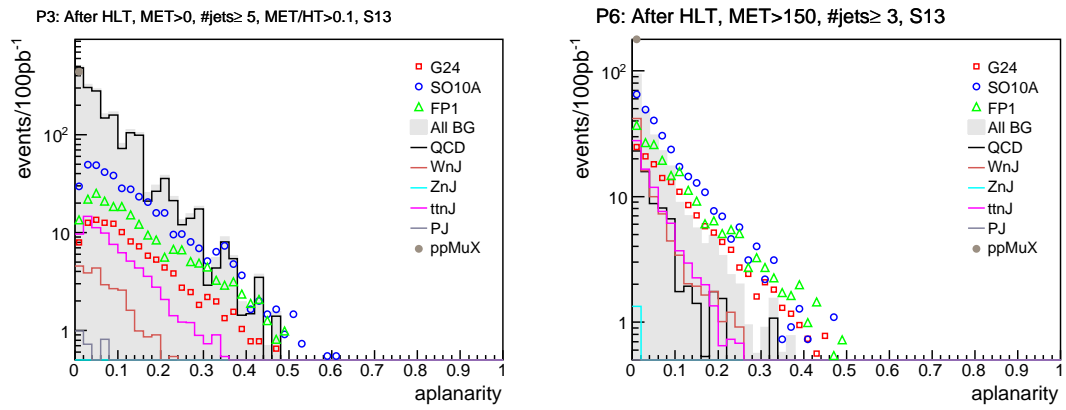 P3: After HLT, MET>0, #jets≥ 5, MET/HT>0.1, S13
events/100pb⁻¹
10²
10
1
0 0.1 0.2 0.3 0.4 0.5 0.6 0.7 0.8 0.9 1
aplanarity
G24
SO10A
FP1
All BG
QCD
WnJ
ZnJ
ttnJ
PJ
ppMuX
P6: After HLT, MET>150, #jets≥ 3, S13
events/100pb⁻¹
10²
10
1
0 0.1 0.2 0.3 0.4 0.5 0.6 0.7 0.8 0.9 1
aplanarity
G24
SO10A
FP1
All BG
QCD
WnJ
ZnJ
ttnJ
PJ
ppMuX